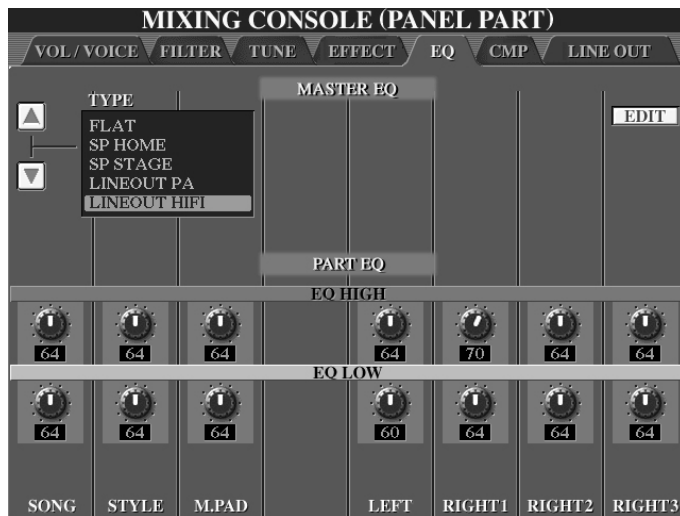 MIXING CONSOLE (PANEL PART)
VOL / VOICE FILTER TUNE EFFECT EQ CMP LINE OUT
MASTER EQ
TYPE
EDIT
FLAT
SP HOME
SP STAGE
LINEOUT PA
LINEOUT HIFI
PART EQ
EQ HIGH
64 64 64 64 70 64 64
EQ LOW
64 64 64 60 64 64 64
SONG STYLE M.PAD LEFT RIGHT1 RIGHT2 RIGHT3